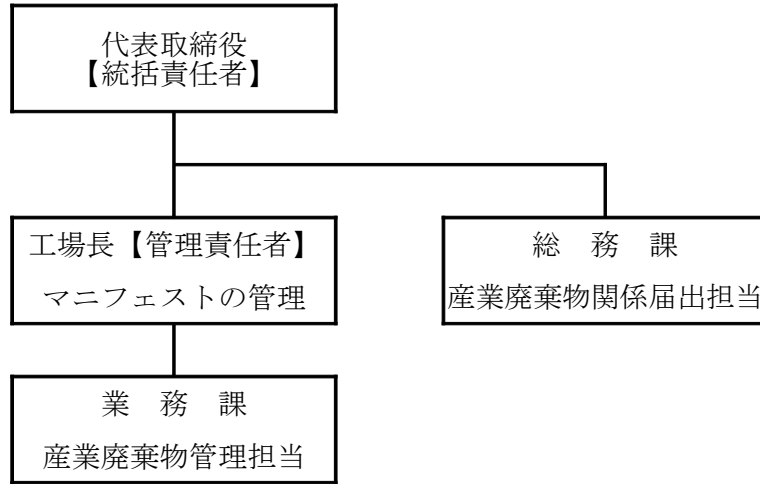 代表取締役
【統括責任者】
工場長【管理責任者】
マニフェストの管理
総　務　課
産業廃棄物関係届出担当
業　務　課
産業廃棄物管理担当